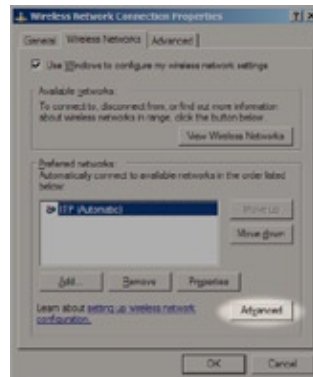 Wireless Network Connection Properties
General Wireless Networks Advanced
Use Windows to configure my wireless network settings
Available networks:
To connect to, disconnect from, or find out more information
about wireless networks in range, click the button below.
View Wireless Networks
Preferred networks:
Automatically connect to available networks in the order listed
below:
ITP (Automatic)
Move up
Move down
Add... Remove Properties
Learn about setting up wireless network
configuration.
Advanced
OK Cancel